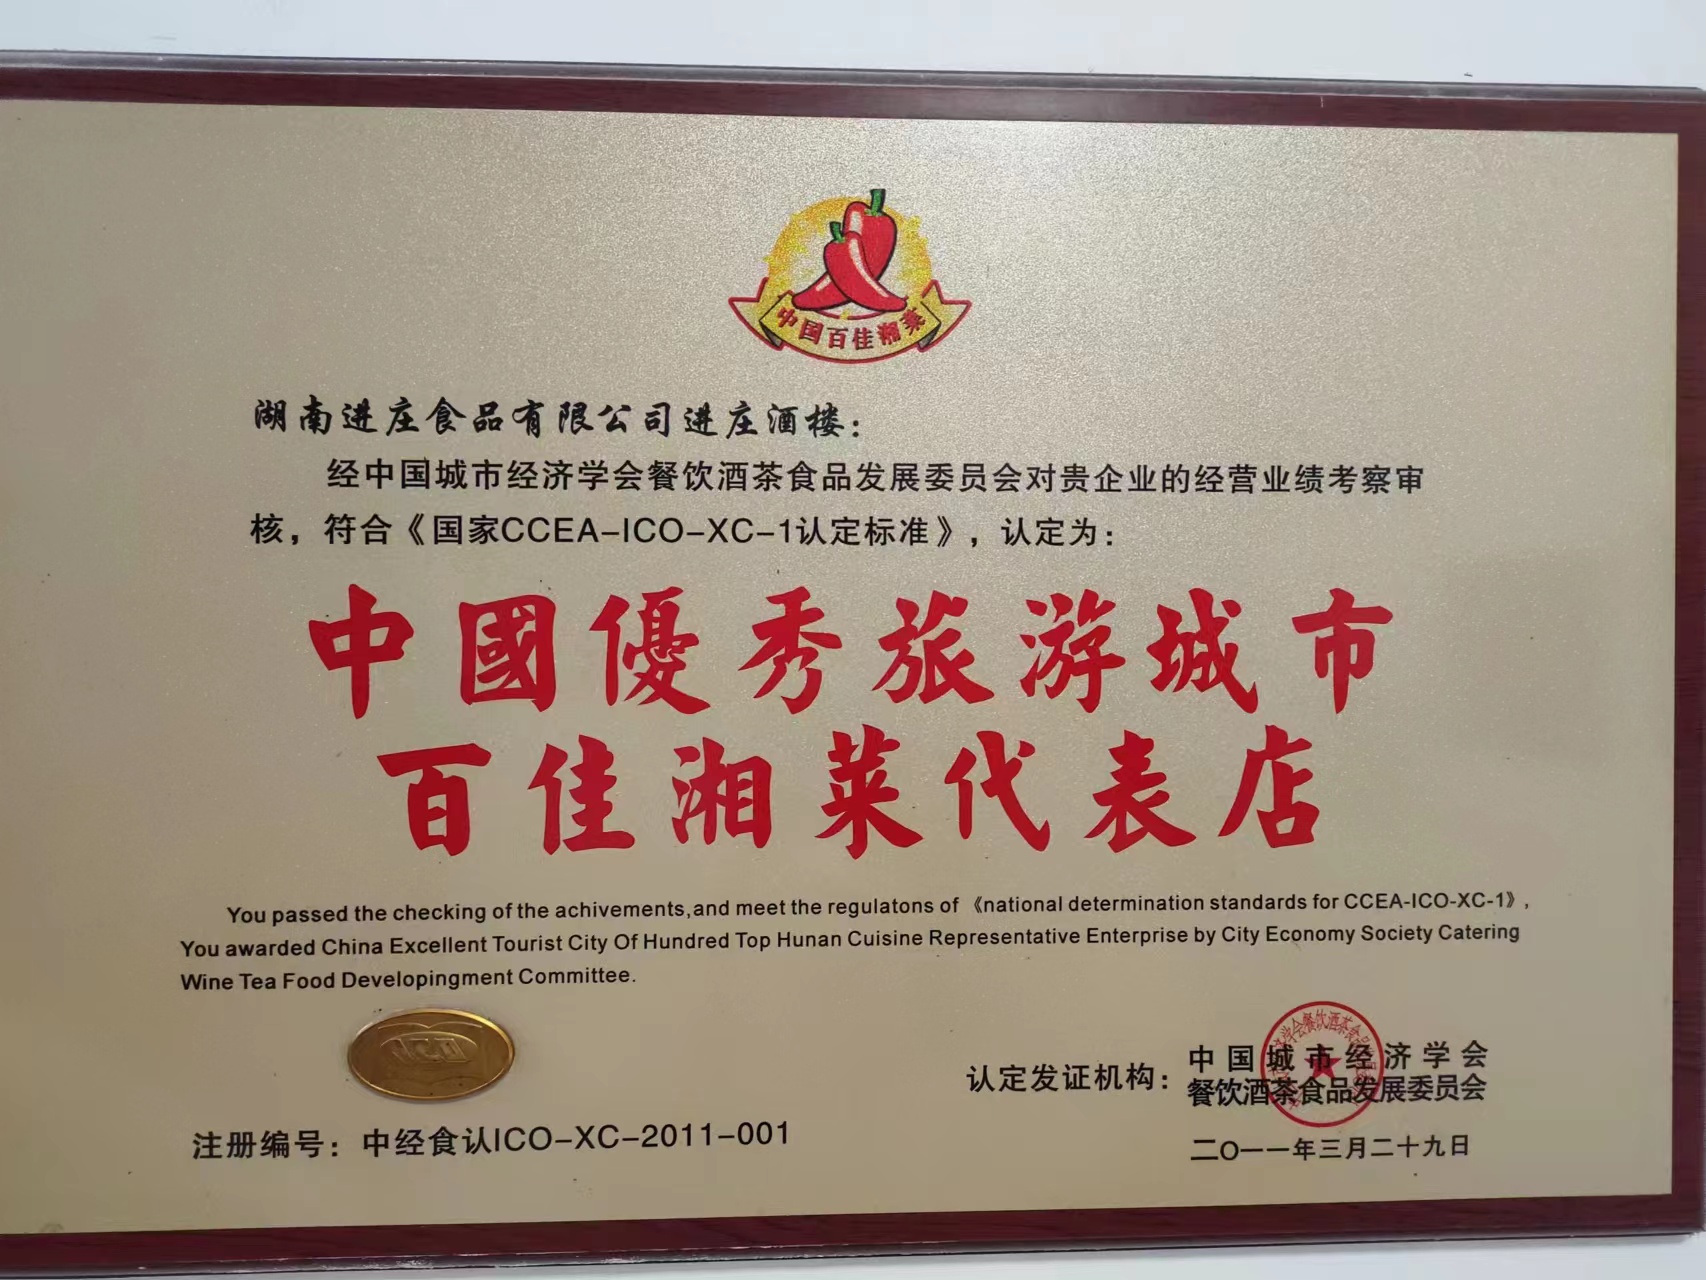 中国百佳湘菜
湖南进庄食品有限公司进庄酒楼：
经中国城市经济学会餐饮酒茶食品发展委员会对贵企业的经营业绩考察审
核，符合《国家CCEA-ICO-XC-1认定标准》，认定为：
中國優秀旅游城市
百佳湘菜代表店
You passed the checking of the achivements,and meet the regulatons of 《national determination standards for CCEA-ICO-XC-1》,
You awarded China Excellent Tourist City Of Hundred Top Hunan Cuisine Representative Enterprise by City Economy Society Catering
Wine Tea Food Developingment Committee.
认定发证机构：中国城市经济学会
餐饮酒茶食品发展委员会
注册编号：中经食认ICO-XC-2011-001
二〇一一年三月二十九日